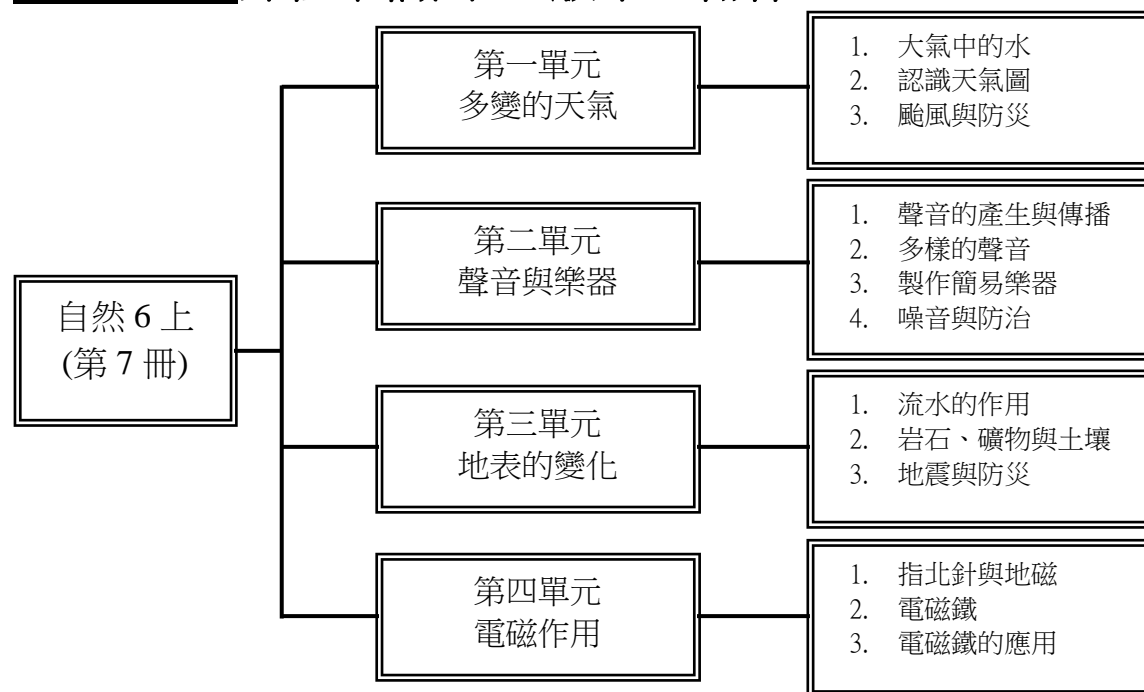 自然 6 上
(第 7 冊)
第一單元
多變的天氣
1. 大氣中的水
2. 認識天氣圖
3. 颱風與防災
第二單元
聲音與樂器
1. 聲音的產生與傳播
2. 多樣的聲音
3. 製作簡易樂器
4. 噪音與防治
第三單元
地表的變化
1. 流水的作用
2. 岩石、礦物與土壤
3. 地震與防災
第四單元
電磁作用
1. 指北針與地磁
2. 電磁鐵
3. 電磁鐵的應用